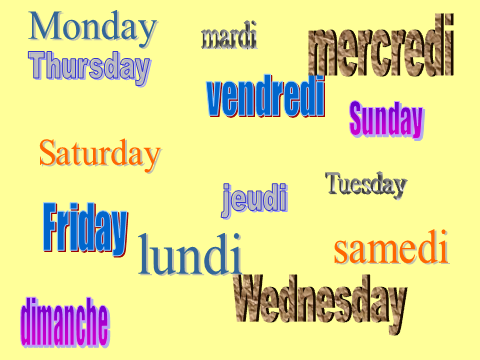 Monday
mardi
mercredi
Thursday
vendredi
Sunday
Saturday
Tuesday
jeudi
Friday
lundi
samedi
Wednesday
dimanche